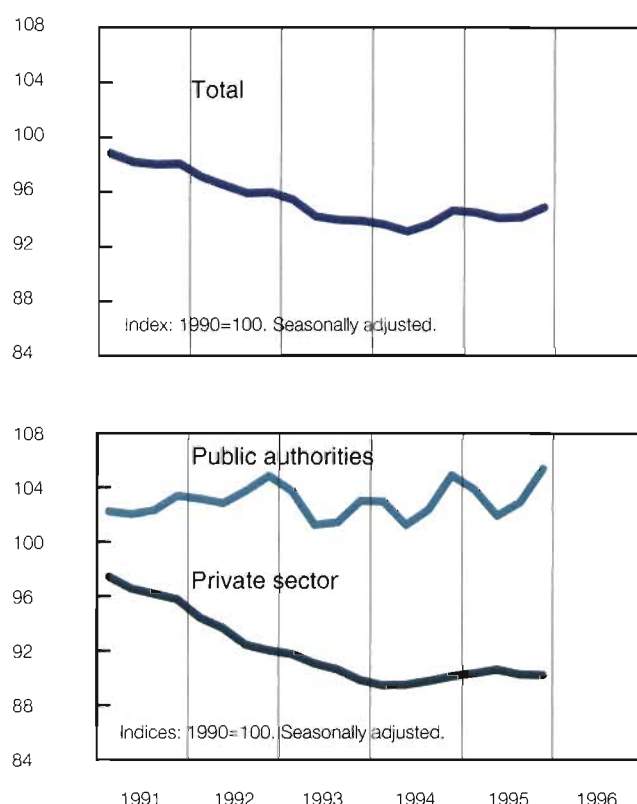 108
104
Total
100
96
92
88
Index: 1990=100. Seasonally adjusted.
84
108
Public authorities
104
100
Private sector
96
92
88
Indices: 1990=100. Seasonally adjusted.
84
1991 1992 1993 1994 1995 1996